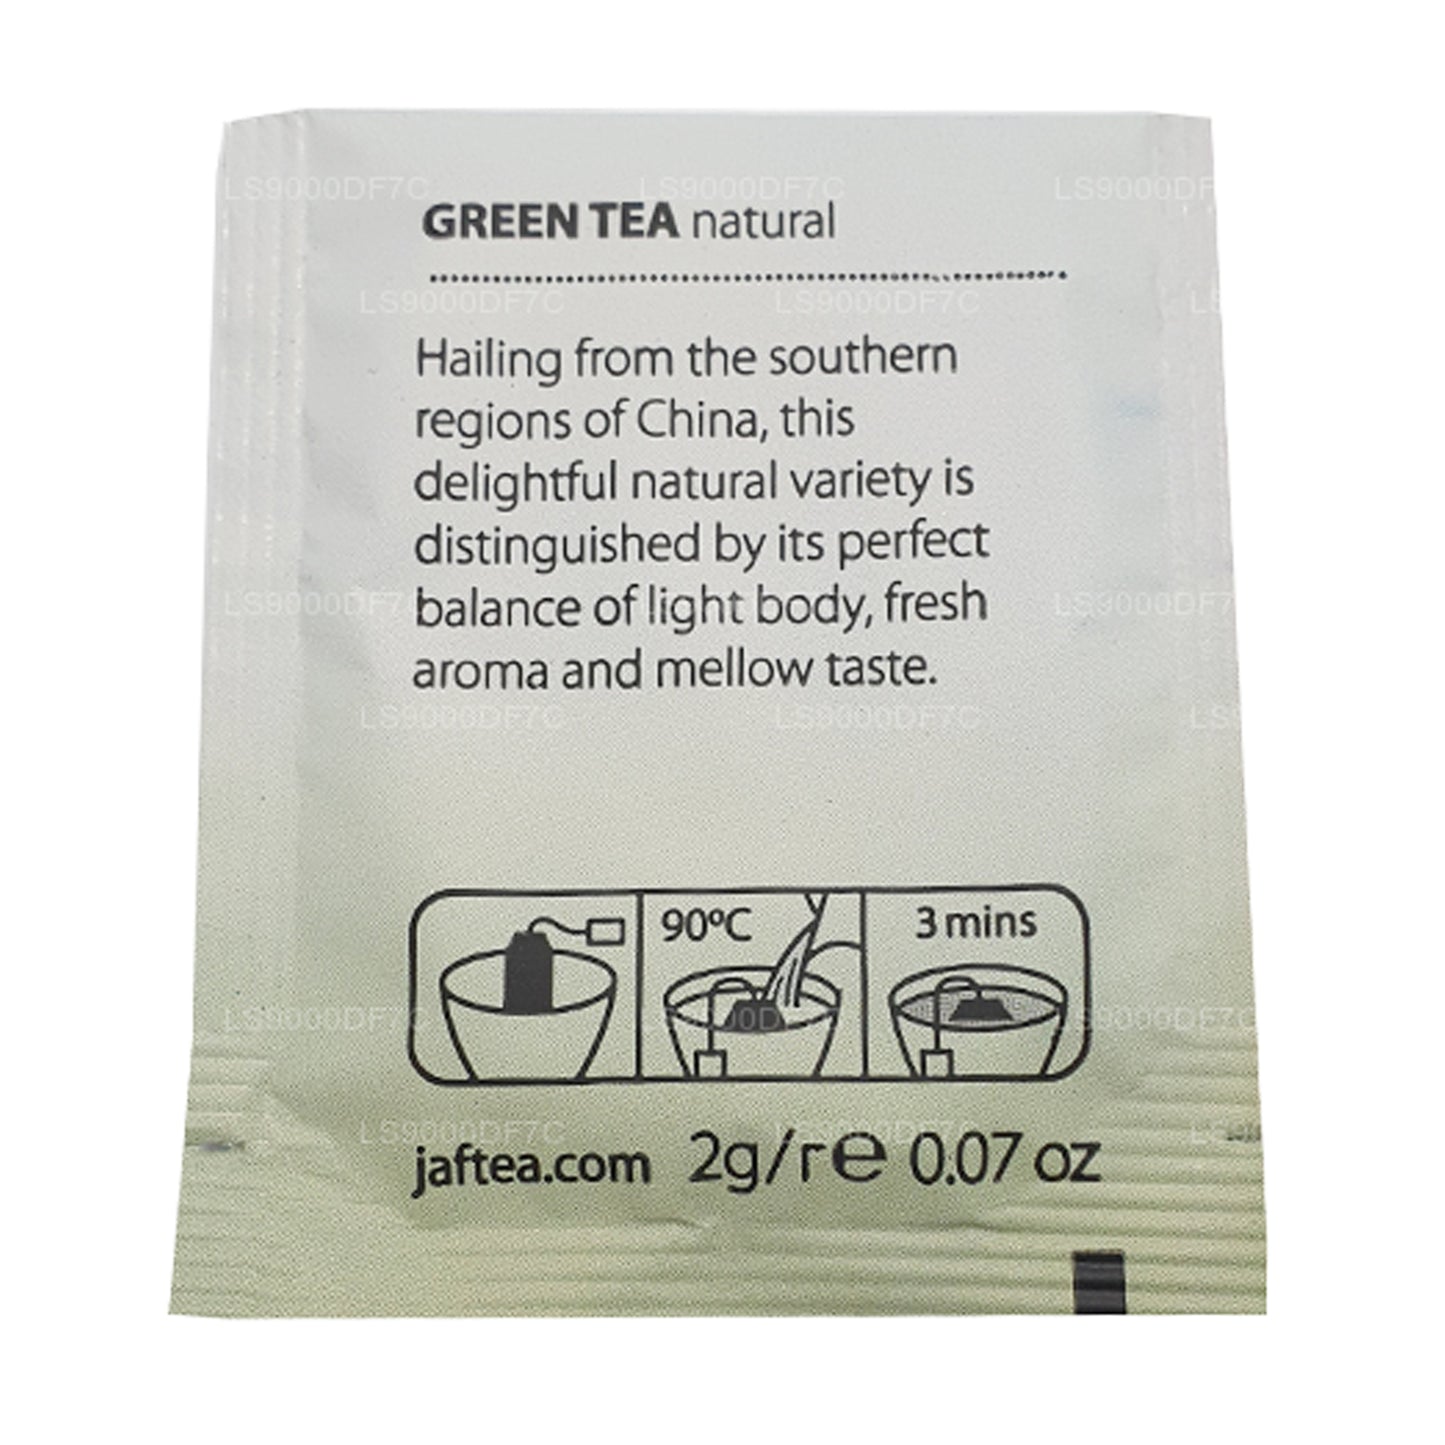 GREEN TEA natural
Hailing from the southern
regions of China, this
delightful natural variety is
distinguished by its perfect
balance of light body, fresh
aroma and mellow taste.
90ºC
3 mins
jaftea.com 2g/r℮ 0.07 oz
LS9000DF7C